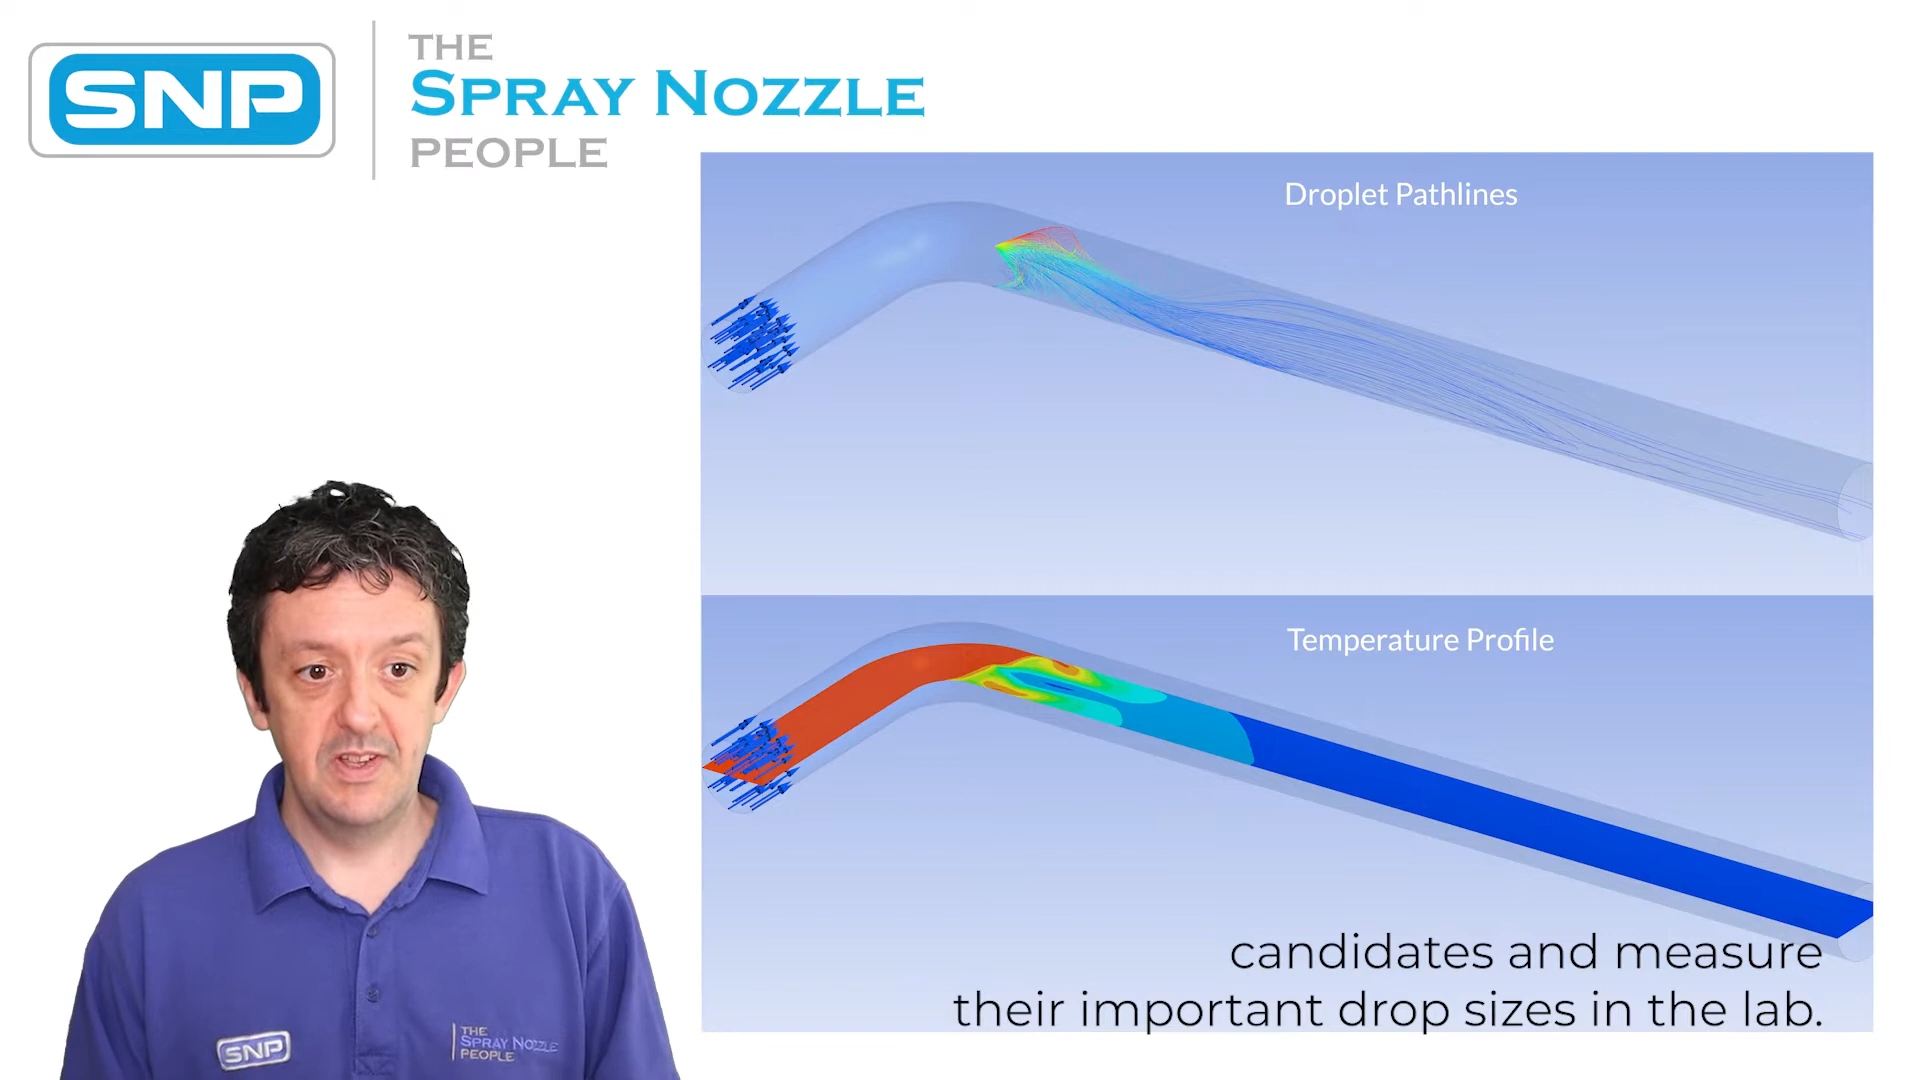 SNP
THE
SPRAY NOZZLE
PEOPLE
Droplet Pathlines
Temperature Profile
candidates and measure
their important drop sizes in the lab.
SNP
THE
SPRAY NOZZLE
PEOPLE